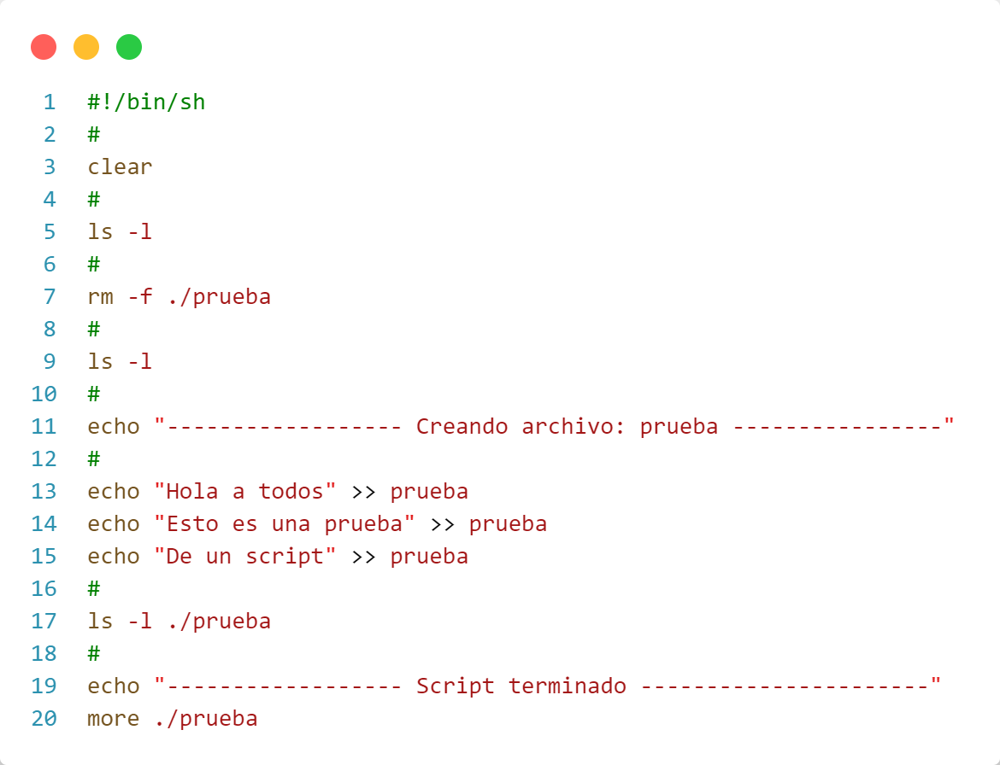 1 #!/bin/sh
2 #
3 clear
4 #
5 ls -l
6 #
7 rm -f ./prueba
8 #
9 ls -l
10 #
11 echo "------------------ Creando archivo: prueba ----------------"
12 #
13 echo "Hola a todos" >> prueba
14 echo "Esto es una prueba" >> prueba
15 echo "De un script" >> prueba
16 #
17 ls -l ./prueba
18 #
19 echo "------------------ Script terminado ----------------------"
20 more ./prueba